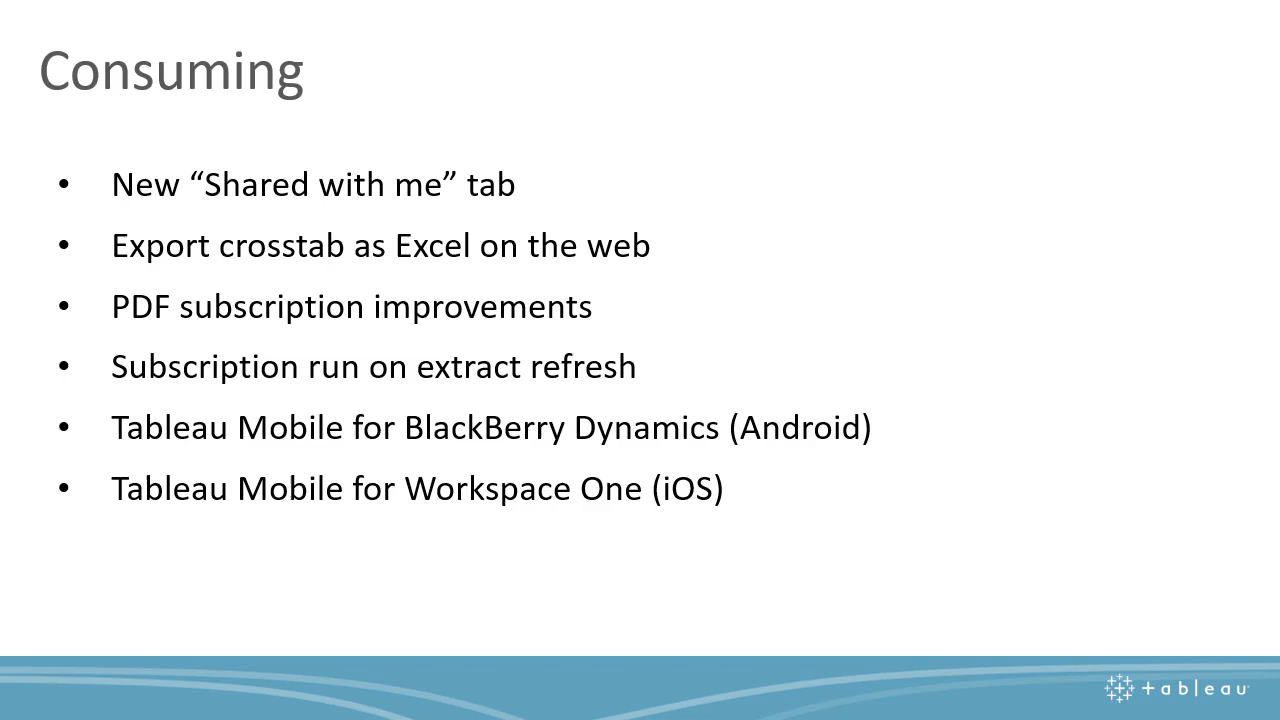 Consuming
• New “Shared with me” tab
• Export crosstab as Excel on the web
• PDF subscription improvements
• Subscription run on extract refresh
• Tableau Mobile for BlackBerry Dynamics (Android)
• Tableau Mobile for Workspace One (iOS)
+ableau